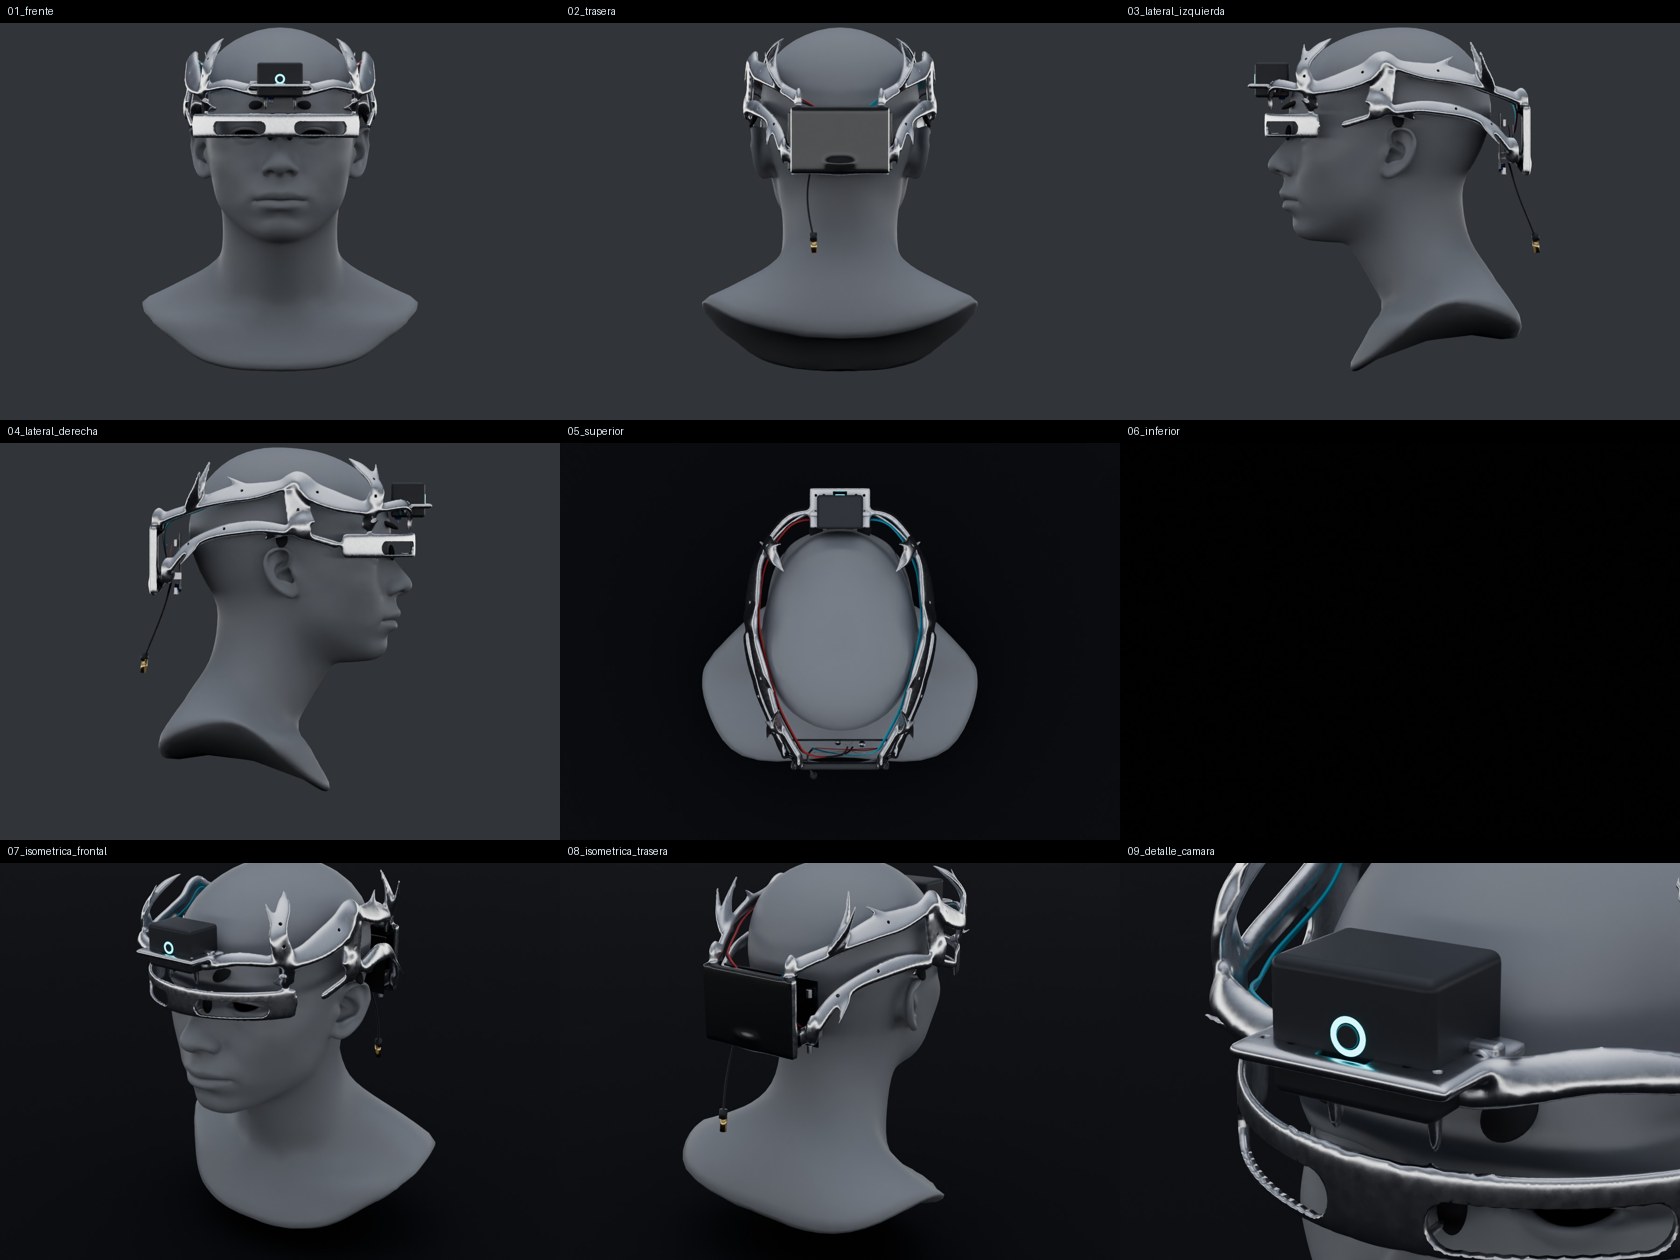 01_frente
02_trasera
03_lateral_izquierda
04_lateral_derecha
05_superior
06_inferior
07_isometrica_frontal
08_isometrica_trasera
09_detalle_camara